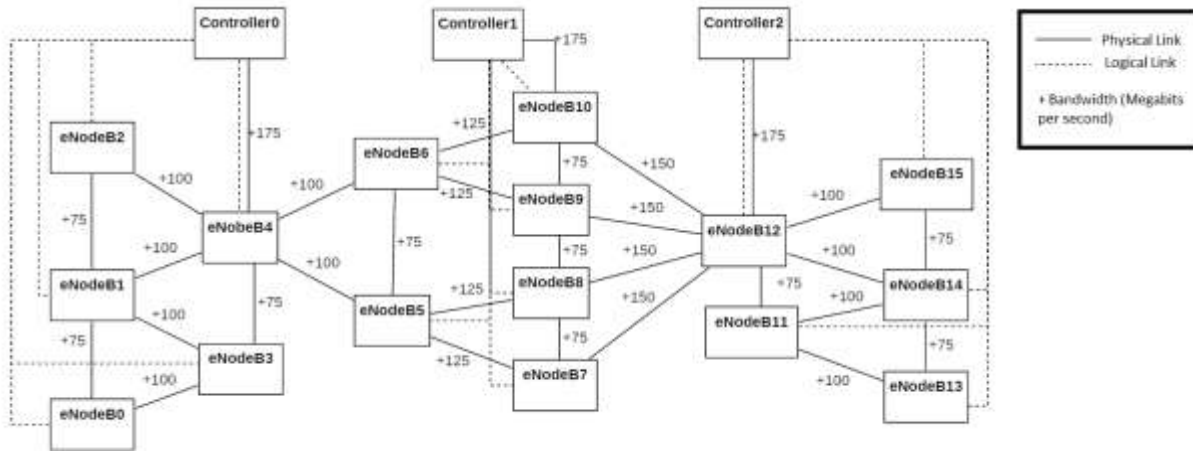 Controller0
Controller1
Controller2
+175
Physical Link
Logical Link
+ Bandwidth (Megabits
per second)
eNodeB10
eNodeB2
+175
+125
+175
eNodeB6
+75
eNodeB15
+100
+100
+125
+150
eNodeB9
+100
+150
eNobeB4
eNodeB12
+75
+100
+75
+75
+150
+75
eNodeB1
+100
+100
eNodeB8
eNodeB14
+125
+75
+75
+150
+100
eNodeB5
eNodeB11
+100
+75
+125
+75
+75
eNodeB3
eNodeB7
+100
+100
eNodeB13
eNodeB0